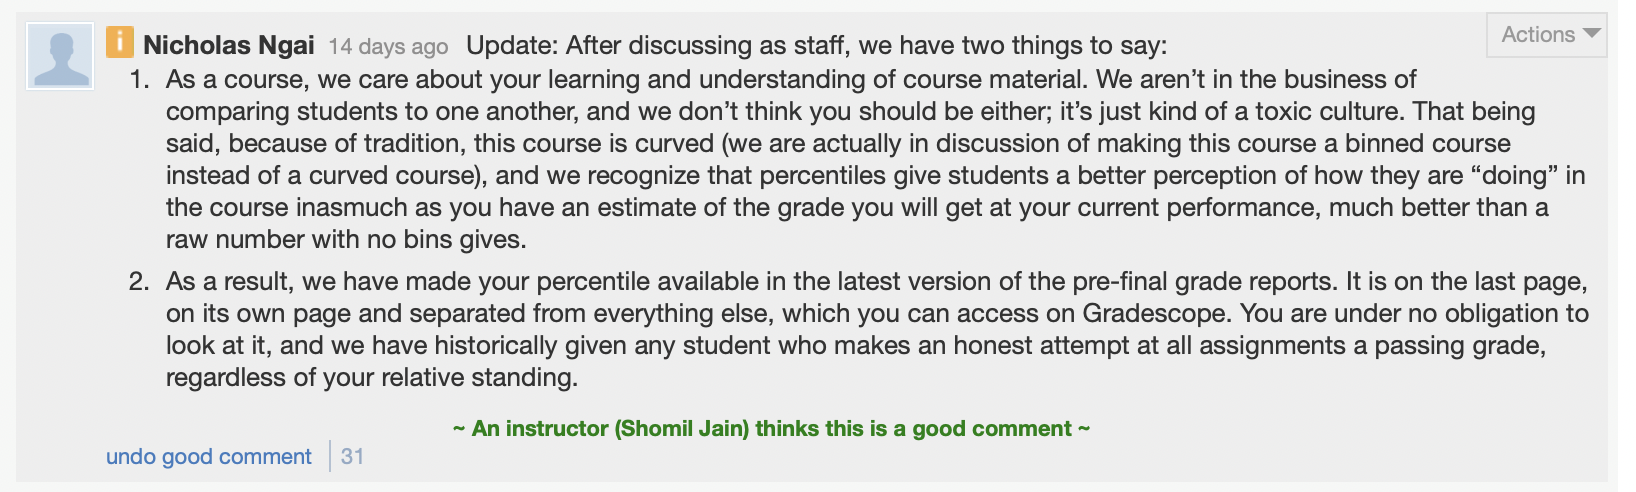 i Nicholas Ngai 14 days ago Update: After discussing as staff, we have two things to say:
Actions
1. As a course, we care about your learning and understanding of course material. We aren’t in the business of
comparing students to one another, and we don’t think you should be either; it’s just kind of a toxic culture. That being
said, because of tradition, this course is curved (we are actually in discussion of making this course a binned course
instead of a curved course), and we recognize that percentiles give students a better perception of how they are “doing” in
the course inasmuch as you have an estimate of the grade you will get at your current performance, much better than a
raw number with no bins gives.
2. As a result, we have made your percentile available in the latest version of the pre-final grade reports. It is on the last page,
on its own page and separated from everything else, which you can access on Gradescope. You are under no obligation to
look at it, and we have historically given any student who makes an honest attempt at all assignments a passing grade,
regardless of your relative standing.
~ An instructor (Shomil Jain) thinks this is a good comment ~
undo good comment 31